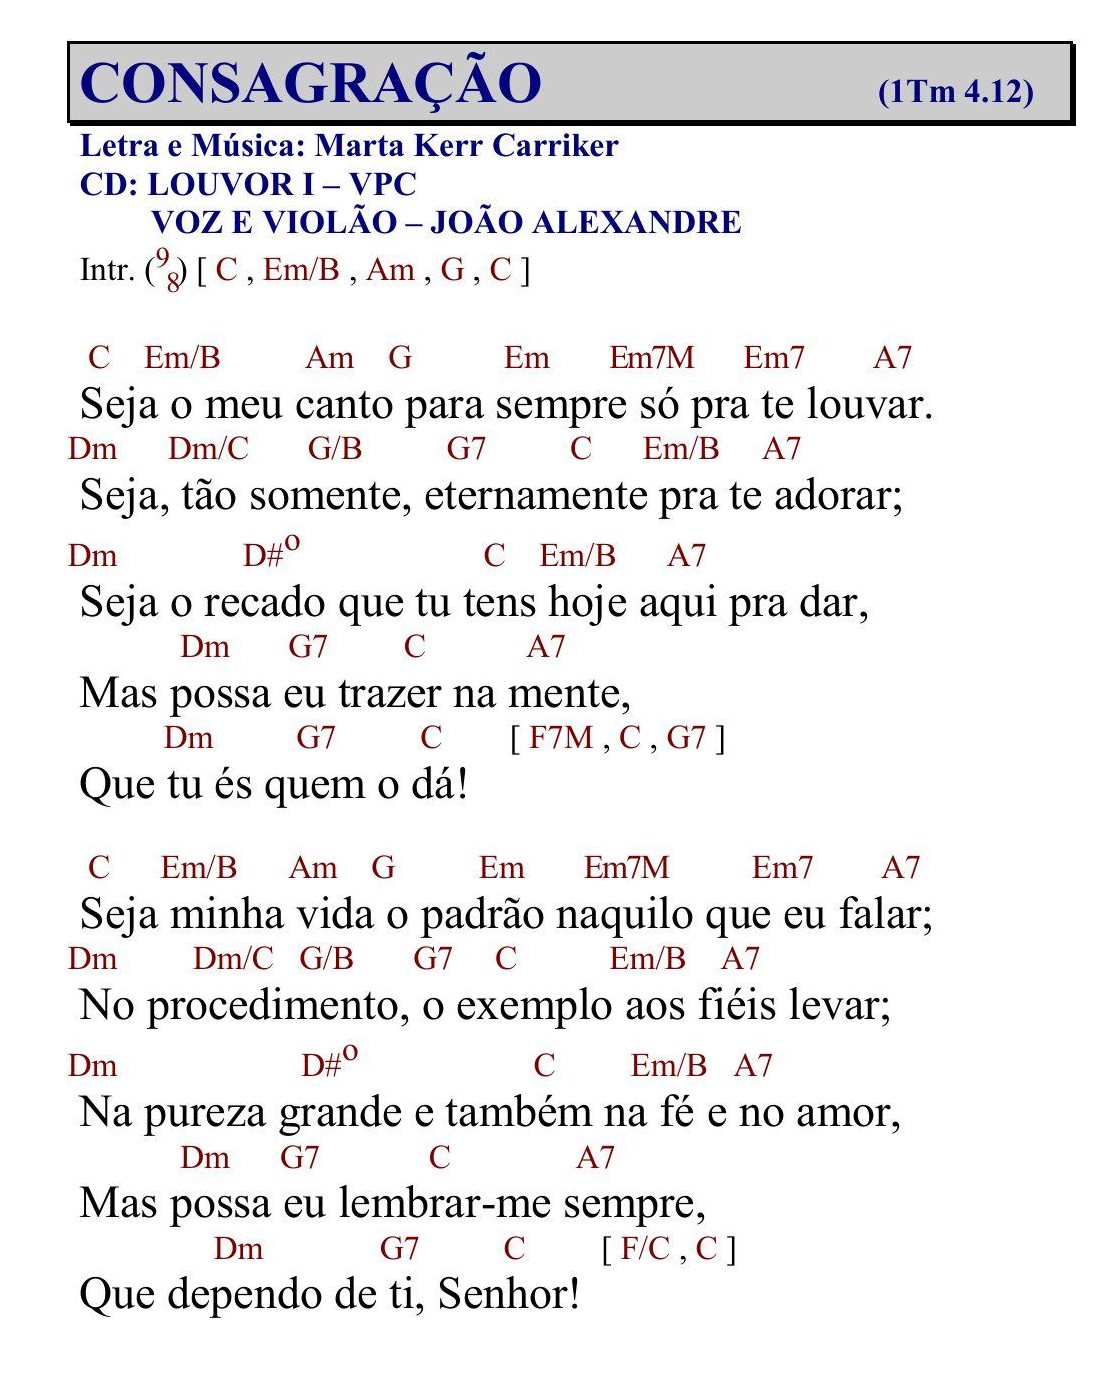 CONSAGRAÇÃO (1Tm 4.12)
Letra e Música: Marta Kerr Carriker
CD: LOUVOR I – VPC
VOZ E VIOLÃO – JOÃO ALEXANDRE
Intr. (9/8) [ C , Em/B , Am , G , C ]
C Em/B Am G Em Em7M Em7 A7
Seja o meu canto para sempre só pra te louvar.
Dm Dm/C G/B G7 C Em/B A7
Seja, tão somente, eternamente pra te adorar;
Dm D#º C Em/B A7
Seja o recado que tu tens hoje aqui pra dar,
Dm G7 C A7
Mas possa eu trazer na mente,
Dm G7 C [ F7M , C , G7 ]
Que tu és quem o dá!
C Em/B Am G Em Em7M Em7 A7
Seja minha vida o padrão naquilo que eu falar;
Dm Dm/C G/B G7 C Em/B A7
No procedimento, o exemplo aos fiéis levar;
Dm D#º C Em/B A7
Na pureza grande e também na fé e no amor,
Dm G7 C A7
Mas possa eu lembrar-me sempre,
Dm G7 C [ F/C , C ]
Que dependo de ti, Senhor!